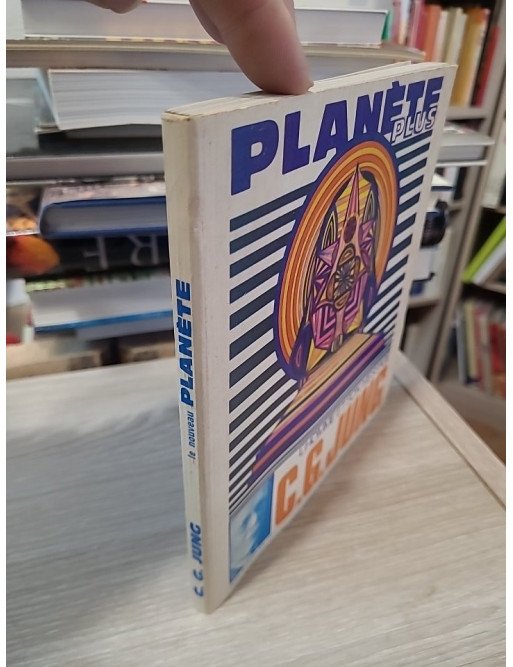 PLANÈTE
PLUS
C.G. JUNG
le nouveau PLANÈTE
C. G. JUNG